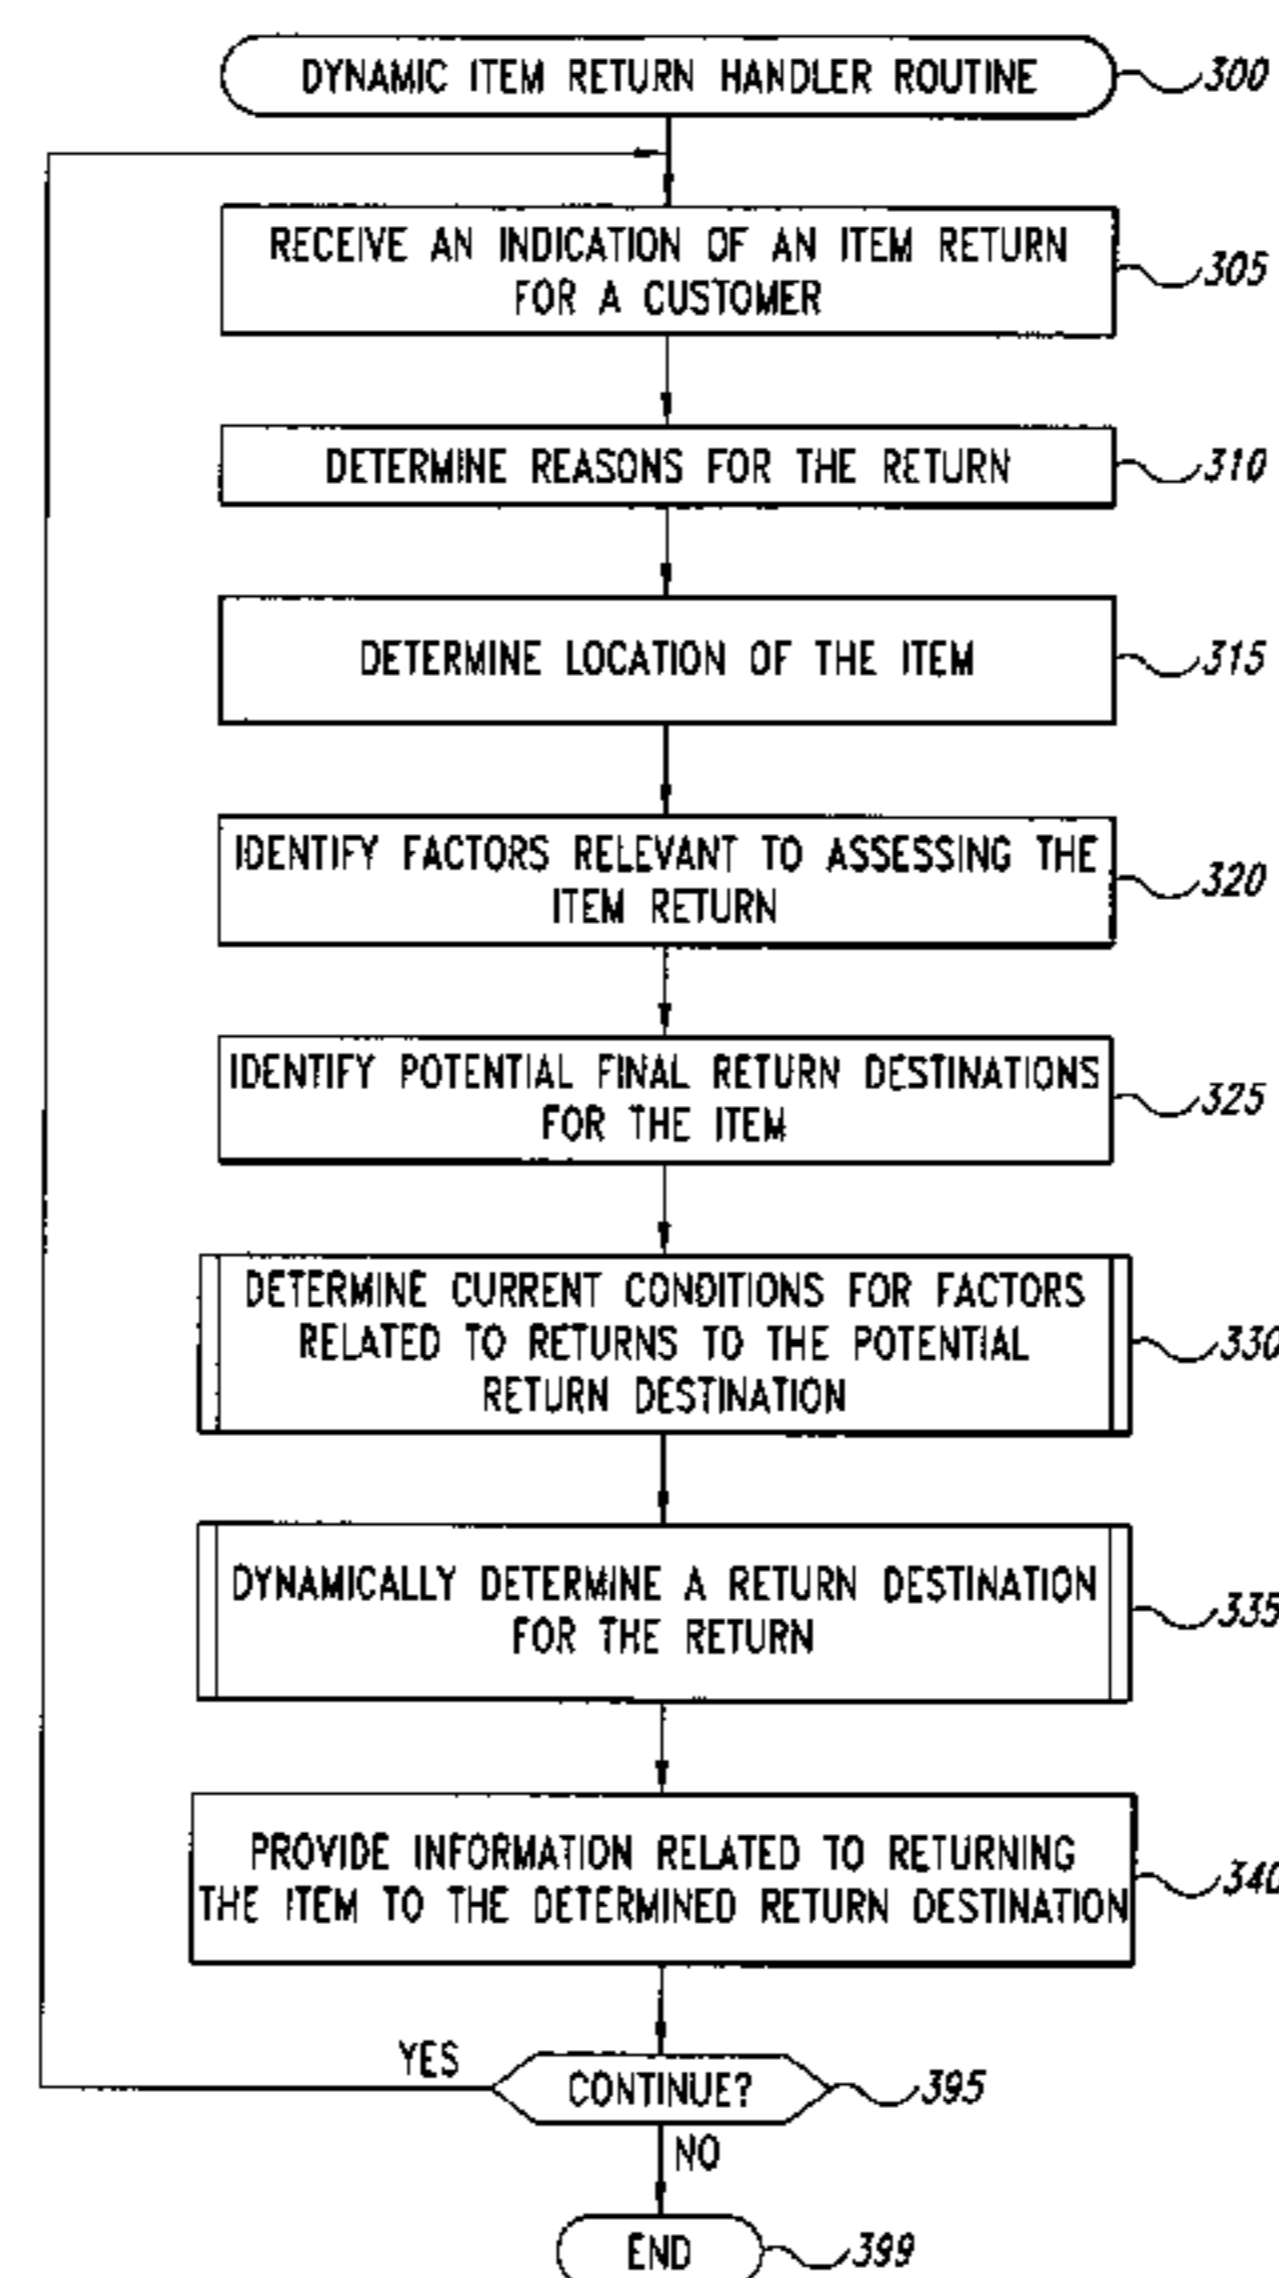 DYNAMIC ITEM RETURN HANDLER ROUTINE
300
RECEIVE AN INDICATION OF AN ITEM RETURN
FOR A CUSTOMER
305
DETERMINE REASONS FOR THE RETURN
310
DETERMINE LOCATION OF THE ITEM
315
IDENTIFY FACTORS RELEVANT TO ASSESSING THE
ITEM RETURN
320
IDENTIFY POTENTIAL FINAL RETURN DESTINATIONS
FOR THE ITEM
325
DETERMINE CURRENT CONDITIONS FOR FACTORS
RELATED TO RETURNS TO THE POTENTIAL
RETURN DESTINATION
330
DYNAMICALLY DETERMINE A RETURN DESTINATION
FOR THE RETURN
335
PROVIDE INFORMATION RELATED TO RETURNING
THE ITEM TO THE DETERMINED RETURN DESTINATION
340
YES
CONTINUE?
395
NO
END
399